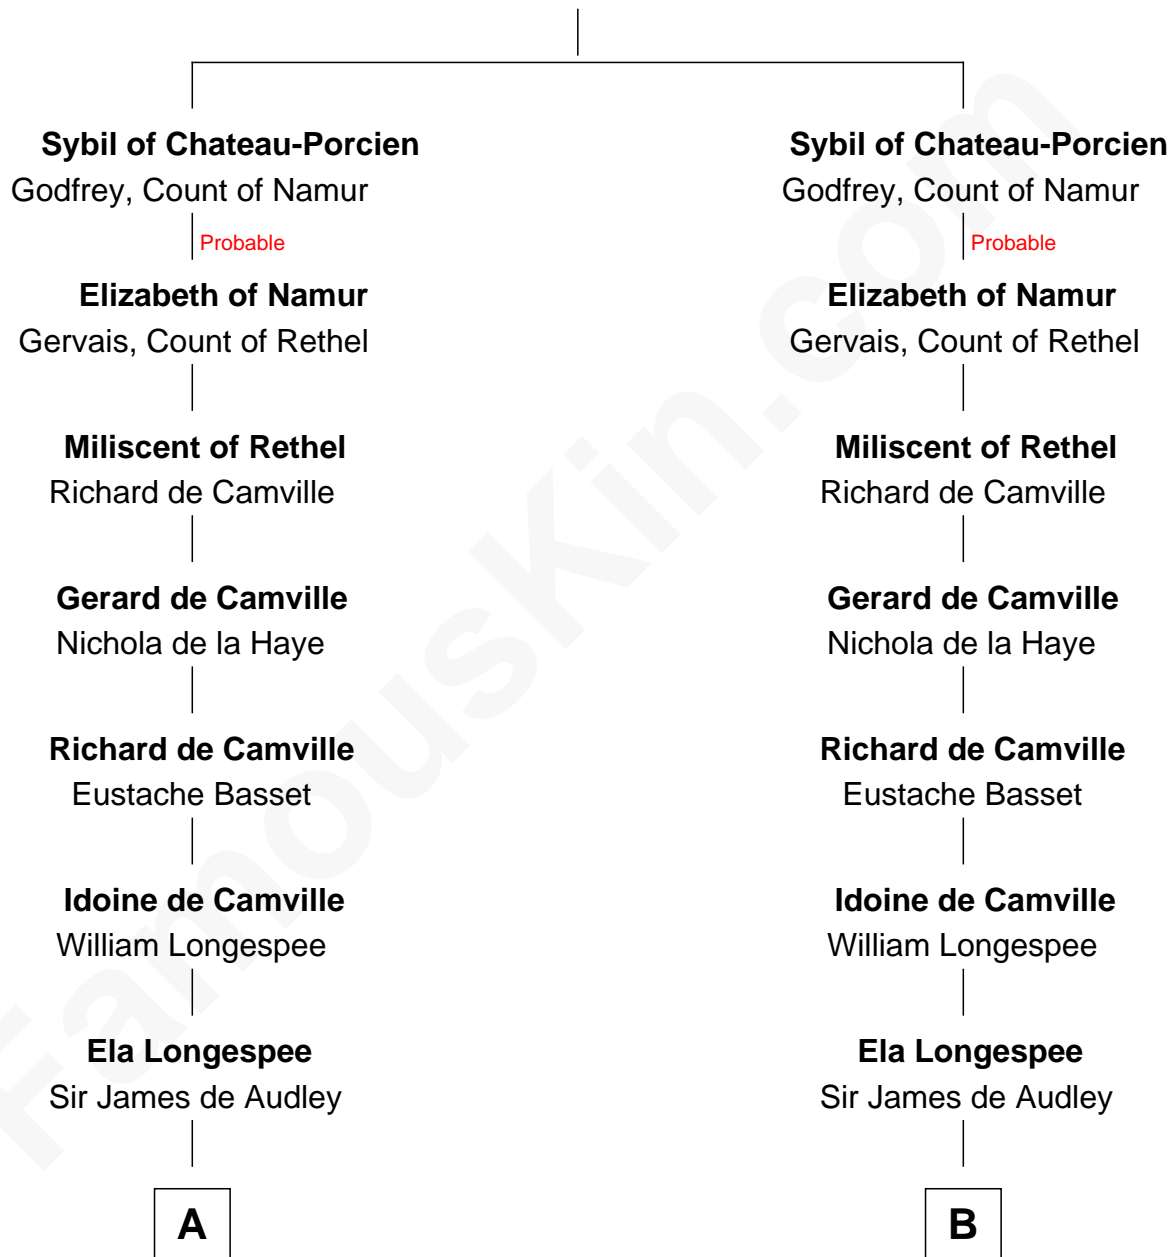 Sybil of Chateau-Porcien
Godfrey, Count of Namur
Probable
Elizabeth of Namur
Gervais, Count of Rethel
Miliscent of Rethel
Richard de Camville
Gerard de Camville
Nichola de la Haye
Richard de Camville
Eustache Basset
Idoine de Camville
William Longespee
Ela Longespee
Sir James de Audley
A
Sybil of Chateau-Porcien
Godfrey, Count of Namur
Probable
Elizabeth of Namur
Gervais, Count of Rethel
Miliscent of Rethel
Richard de Camville
Gerard de Camville
Nichola de la Haye
Richard de Camville
Eustache Basset
Idoine de Camville
William Longespee
Ela Longespee
Sir James de Audley
B
FamousKin.com